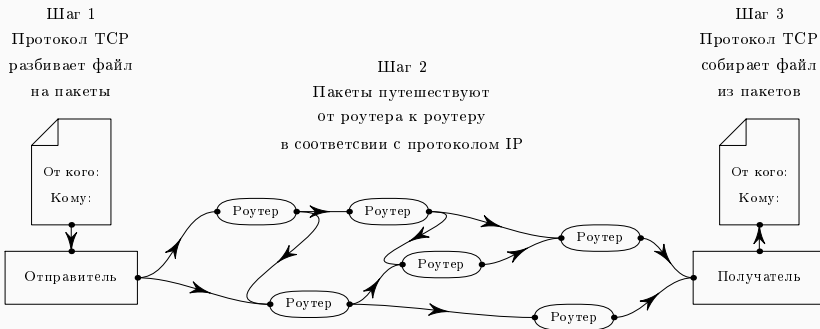 Шаг 1
Протокол TCP
разбивает файл
на пакеты
Шаг 2
Пакеты путешествуют
от роутера к роутеру
в соответсвии с протоколом IP
Шаг 3
Протокол TCP
собирает файл
из пакетов
От кого:
Кому:
От кого:
Кому:
Роутер
Роутер
Роутер
Роутер
Отправитель
Получатель
Роутер
Роутер